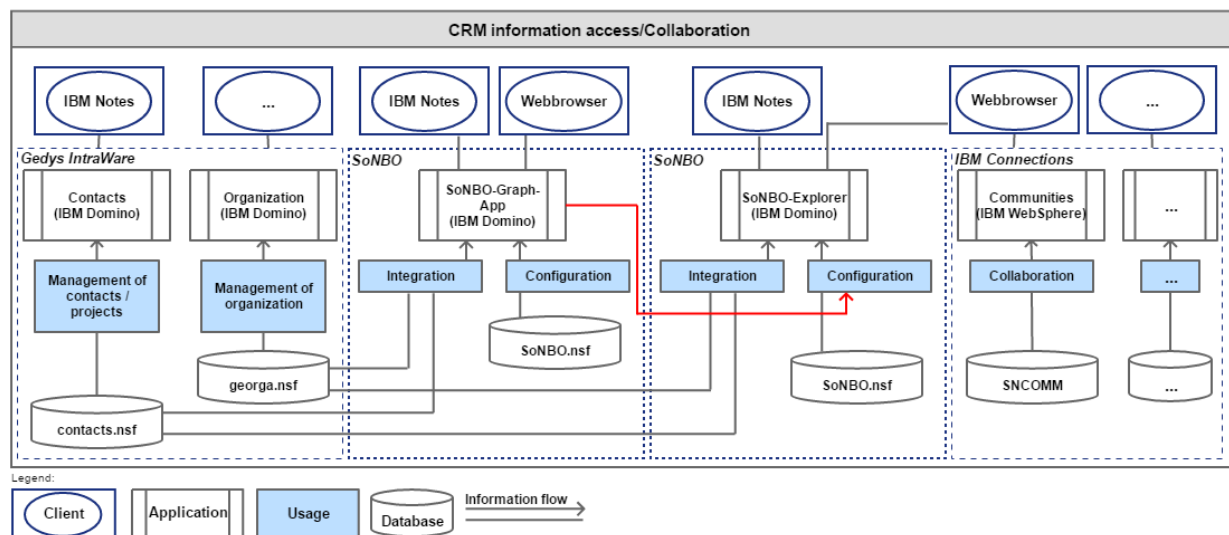 CRM information access/Collaboration
IBM Notes
...
IBM Notes
Webbrowser
IBM Notes
Webbrowser
...
Gedys IntraWare
SoNBO
SoNBO
IBM Connections
Contacts
(IBM Domino)
Organization
(IBM Domino)
SoNBO-Graph-
App
(IBM Domino)
SoNBO-Explorer
(IBM Domino)
Communities
(IBM WebSphere)
...
Management of
contacts /
projects
Management of
organization
Integration
Configuration
Integration
Configuration
Collaboration
...
SoNBO.nsf
georga.nsf
SoNBO.nsf
SNCOMM
...
contacts.nsf
Legend:
Client
Application
Usage
Database
Information flow